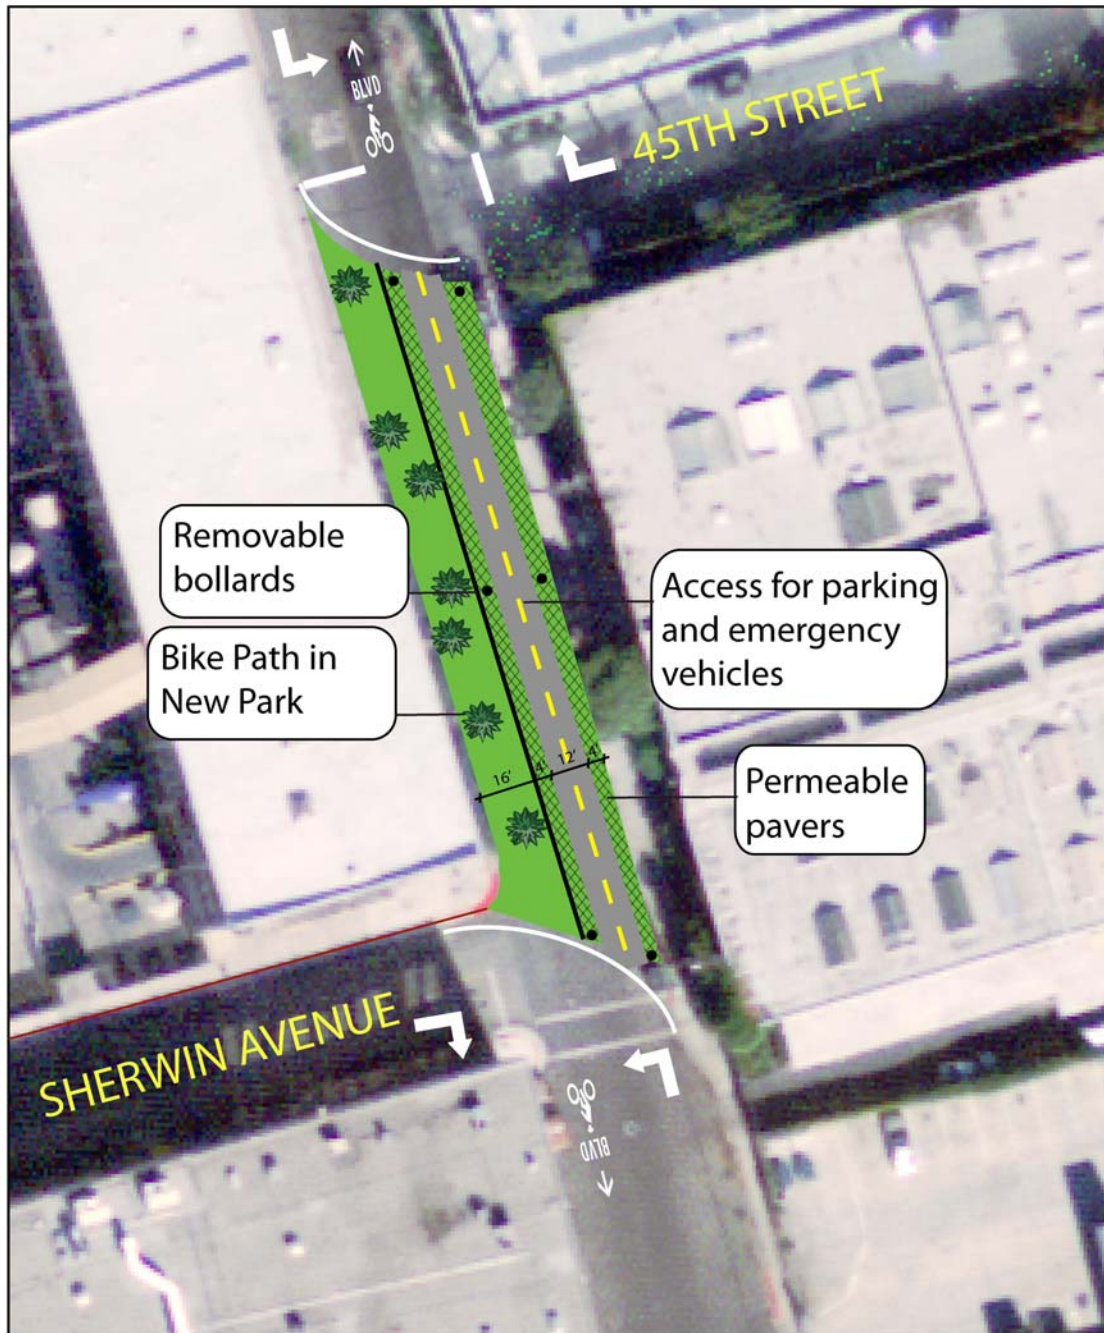 BLVD
45TH STREET
Removable
bollards
Access for parking
and emergency
vehicles
Bike Path in
New Park
16'
4'
12'
4'
Permeable
pavers
SHERWIN AVENUE
BLVD